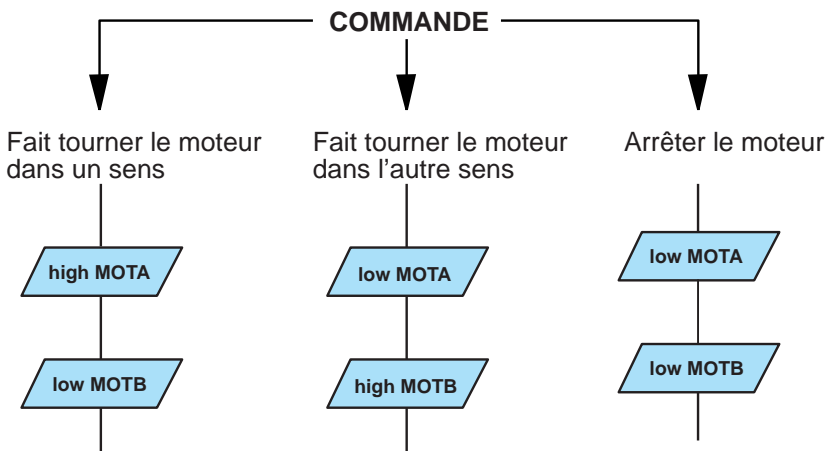 COMMANDE
Fait tourner le moteur
dans un sens
high MOTA
low MOTB
Fait tourner le moteur
dans l'autre sens
low MOTA
high MOTB
Arrêter le moteur
low MOTA
low MOTB